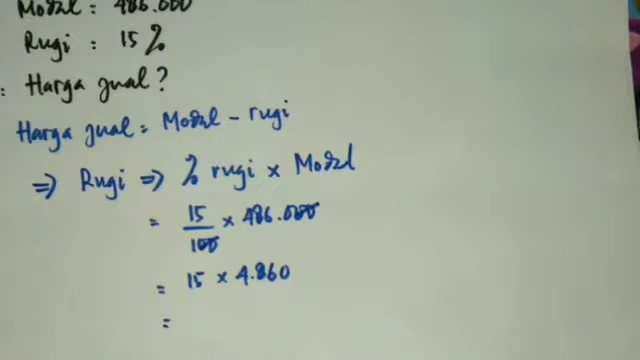 Modal = 486.000
Rugi : 15%
: Harga jual?
Harga jual = Modal - rugi
⇒ Rugi ⇒ % rugi × Modal
= 15/100 × 486.000
= 15 × 4.860
=